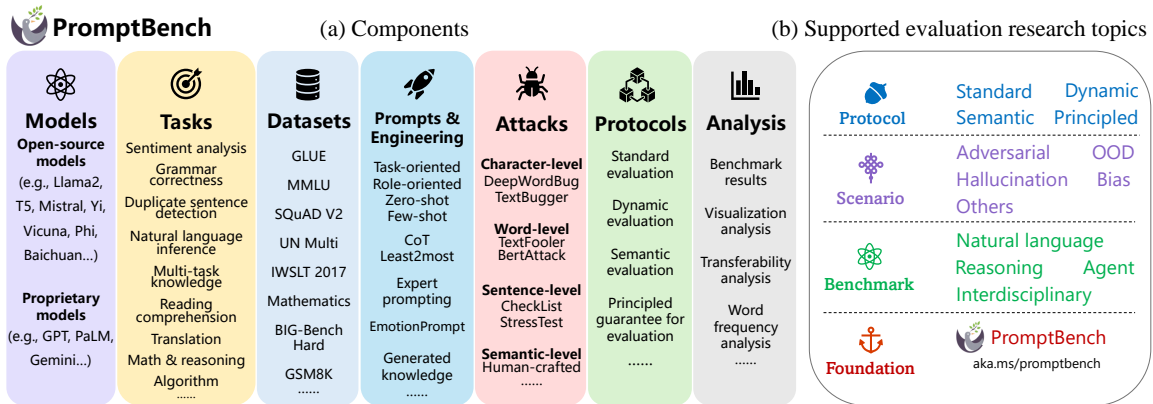 PromptBench
(a) Components
(b) Supported evaluation research topics
Models
Open-source
models
(e.g., Llama2,
T5, Mistral, Yi,
Vicuna, Phi,
Baichuan...)
Proprietary
models
(e.g., GPT, PaLM,
Gemini...)
Tasks
Sentiment analysis
Grammar
correctness
Duplicate sentence
detection
Natural language
inference
Multi-task
knowledge
Reading
comprehension
Translation
Math & reasoning
Algorithm
......
Datasets
GLUE
MMLU
SQuAD V2
UN Multi
IWSLT 2017
Mathematics
BIG-Bench
Hard
GSM8K
......
Prompts &
Engineering
Task-oriented
Role-oriented
Zero-shot
Few-shot
CoT
Least2most
Expert
prompting
EmotionPrompt
Generated
knowledge
......
Attacks
Character-level
DeepWordBug
TextBugger
Word-level
TextFooler
BertAttack
Sentence-level
CheckList
StressTest
Semantic-level
Human-crafted
......
Protocols
Standard
evaluation
Dynamic
evaluation
Semantic
evaluation
Principled
guarantee for
evaluation
......
Analysis
Benchmark
results
Visualization
analysis
Transferability
analysis
Word
frequency
analysis
......
Protocol
Standard Dynamic
Semantic Principled
Scenario
Adversarial OOD
Hallucination Bias
Others
Benchmark
Natural language
Reasoning Agent
Interdisciplinary
Foundation
PromptBench
aka.ms/promptbench